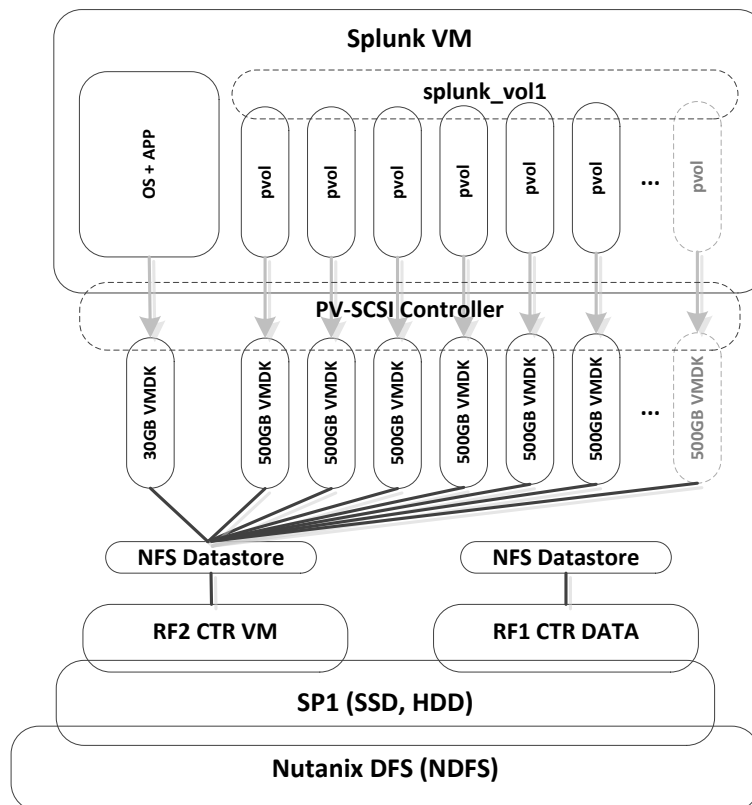 Splunk VM
splunk_vol1
OS + APP
pvol
pvol
pvol
pvol
pvol
pvol
...
pvol
PV-SCSI Controller
30GB VMDK
500GB VMDK
500GB VMDK
500GB VMDK
500GB VMDK
500GB VMDK
500GB VMDK
...
500GB VMDK
NFS Datastore
NFS Datastore
RF2 CTR VM
RF1 CTR DATA
SP1 (SSD, HDD)
Nutanix DFS (NDFS)